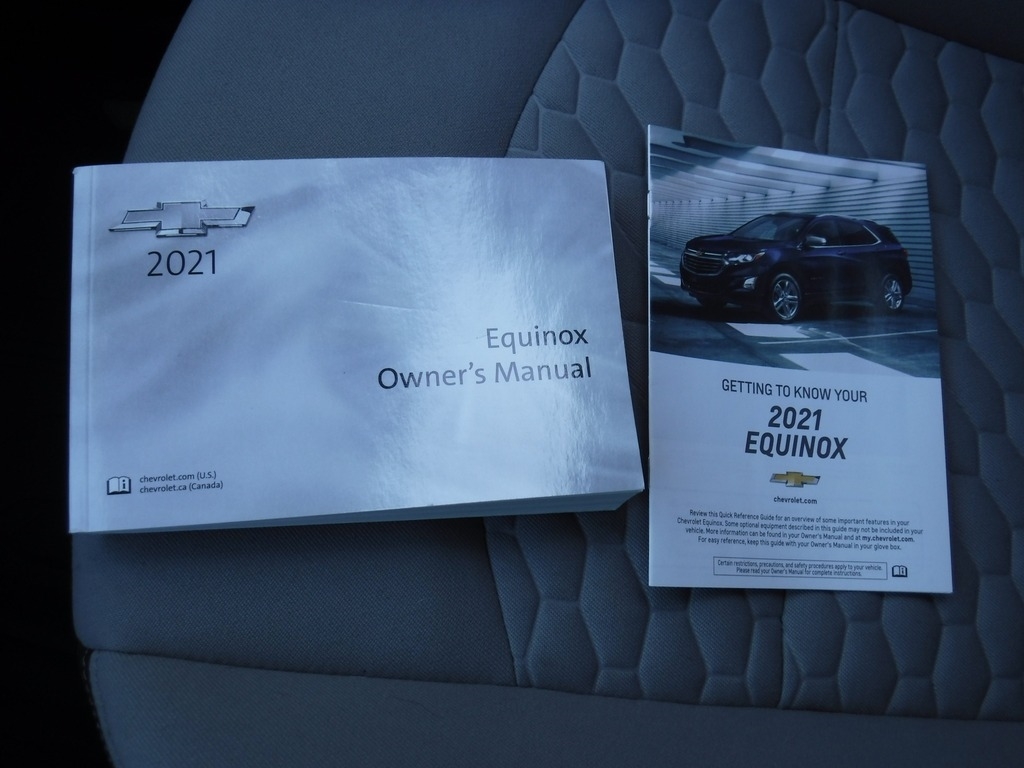 2021
Equinox
Owner's Manual
chevrolet.com (U.S.)
chevrolet.ca (Canada)
GETTING TO KNOW YOUR
2021
EQUINOX
chevrolet.com
Review this Quick Reference Guide for an overview of some important features in your
Chevrolet Equinox. Some optional equipment described in this guide may not be included in your
vehicle. More information can be found in your Owner's Manual and at my.chevrolet.com.
For easy reference, keep this guide with your Owner's Manual in your glove box.
Certain restrictions, precautions, and safety procedures apply to your vehicle.
Please read your Owner's Manual for complete instructions.